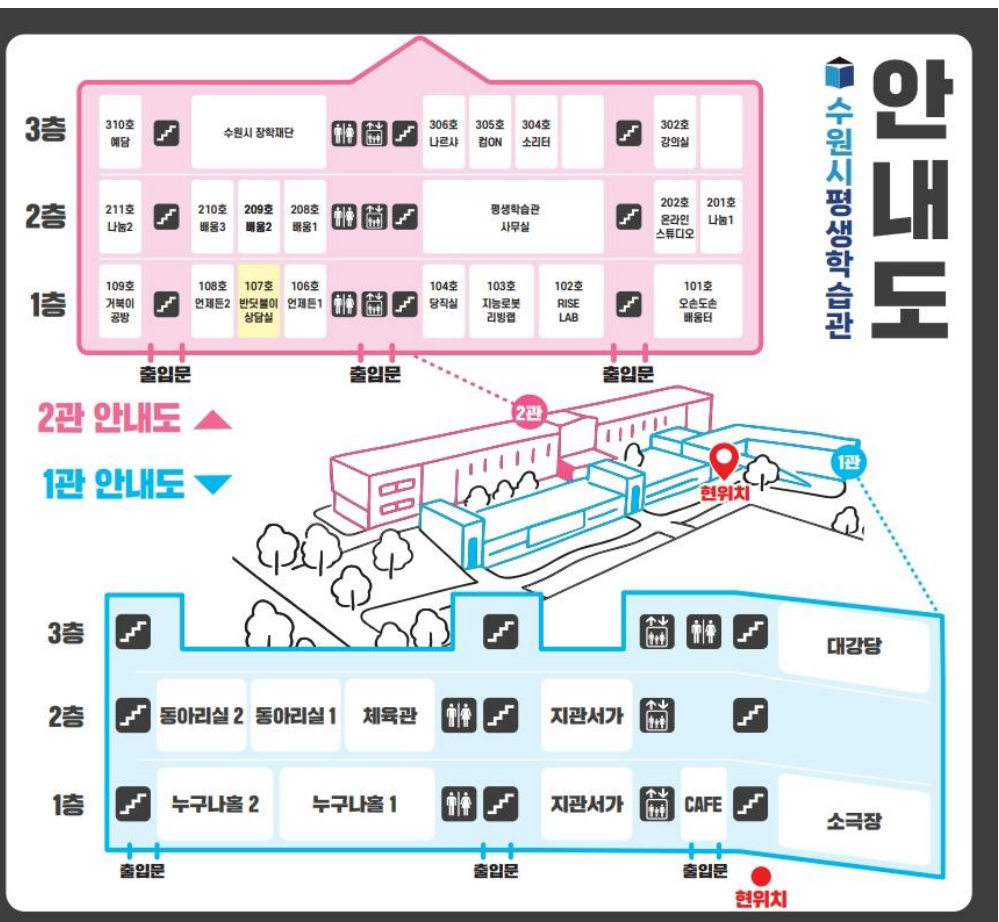 안내도
수원시평생학습관
3층
310호
예담
수원시 장학재단
306호
나르샤
305호
컴ON
304호
소리터
302호
강의실
2층
211호
나눔2
210호
배움3
209호
배움2
208호
배움1
평생학습관
사무실
202호
온라인
스튜디오
201호
나눔1
1층
109호
거북이
공방
108호
언제든2
107호
반딧불이
상담실
106호
언제든1
104호
당직실
103호
지능로봇
리빙랩
102호
RISE
LAB
101호
오손도손
배움터
출입문
출입문
출입문
2관 안내도
1관 안내도
2관
1관
현위치
3층
대강당
2층
동아리실 2
동아리실 1
체육관
지관서가
1층
누구나홀 2
누구나홀 1
지관서가
CAFE
소극장
출입문
출입문
출입문
현위치